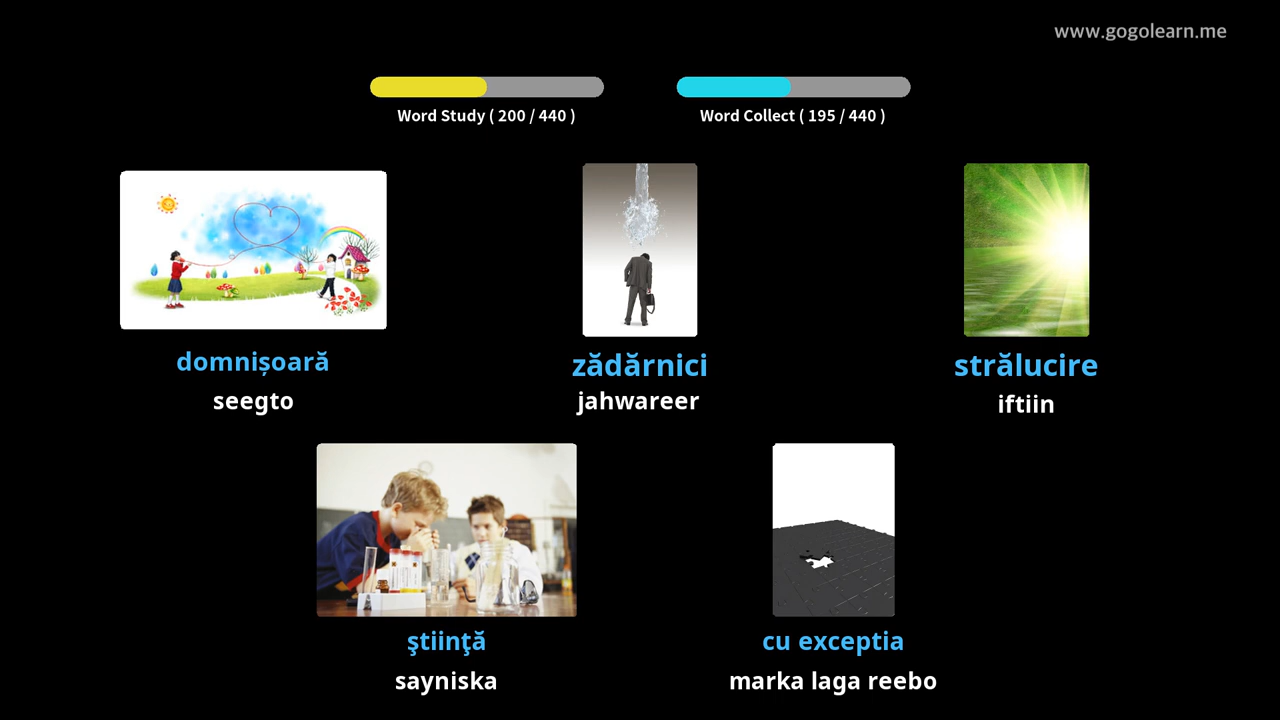 www.gogolearn.me
Word Study ( 200 / 440 )
Word Collect ( 195 / 440 )
domnișoară
seegto
zădărnici
jahwareer
strălucire
iftiin
ştiinţă
sayniska
cu exceptia
marka laga reebo